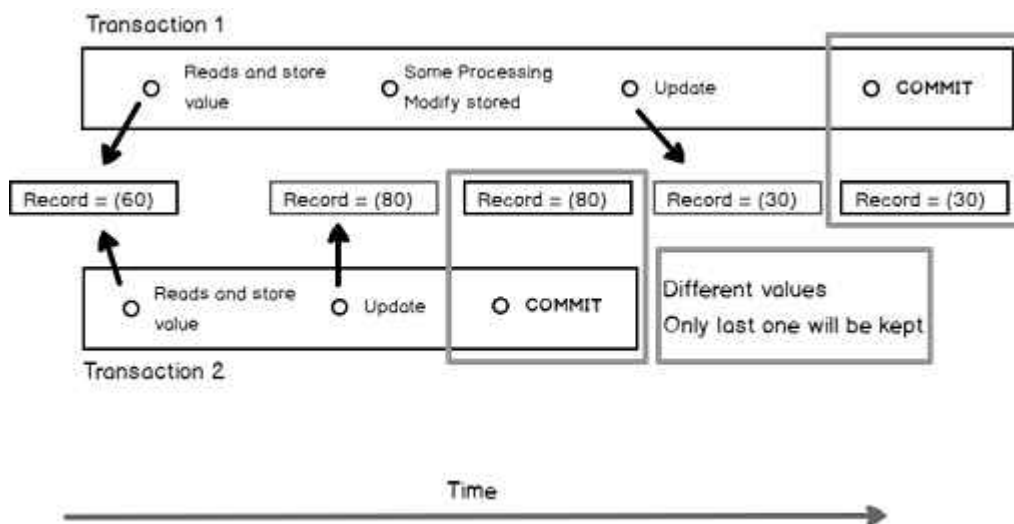 Transaction 1
Reads and store
value
Some Processing
Modify stored
Update
COMMIT
Record = (60)
Record = (80)
Record = (80)
Record = (30)
Record = (30)
Reads and store
value
Update
COMMIT
Different values
Only last one will be kept
Transaction 2
Time